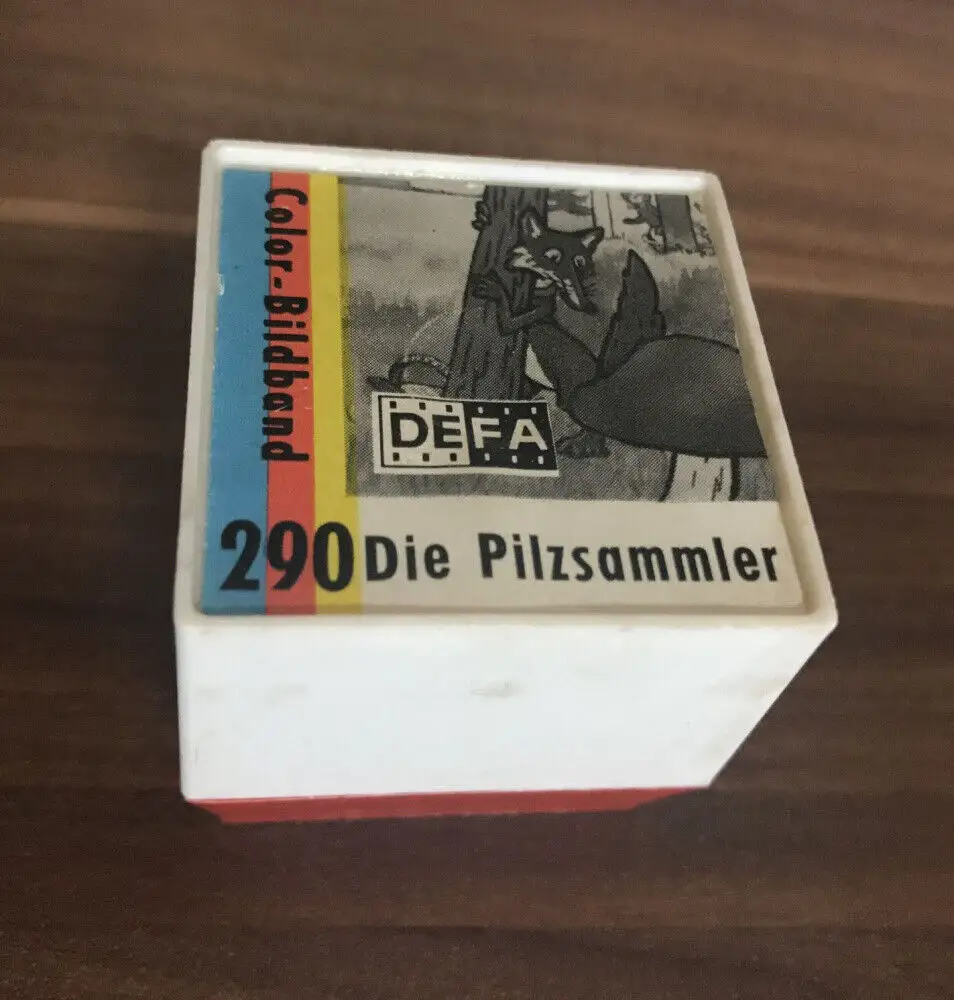 Color-Bildband
DEFA
290 Die Pilzsammler